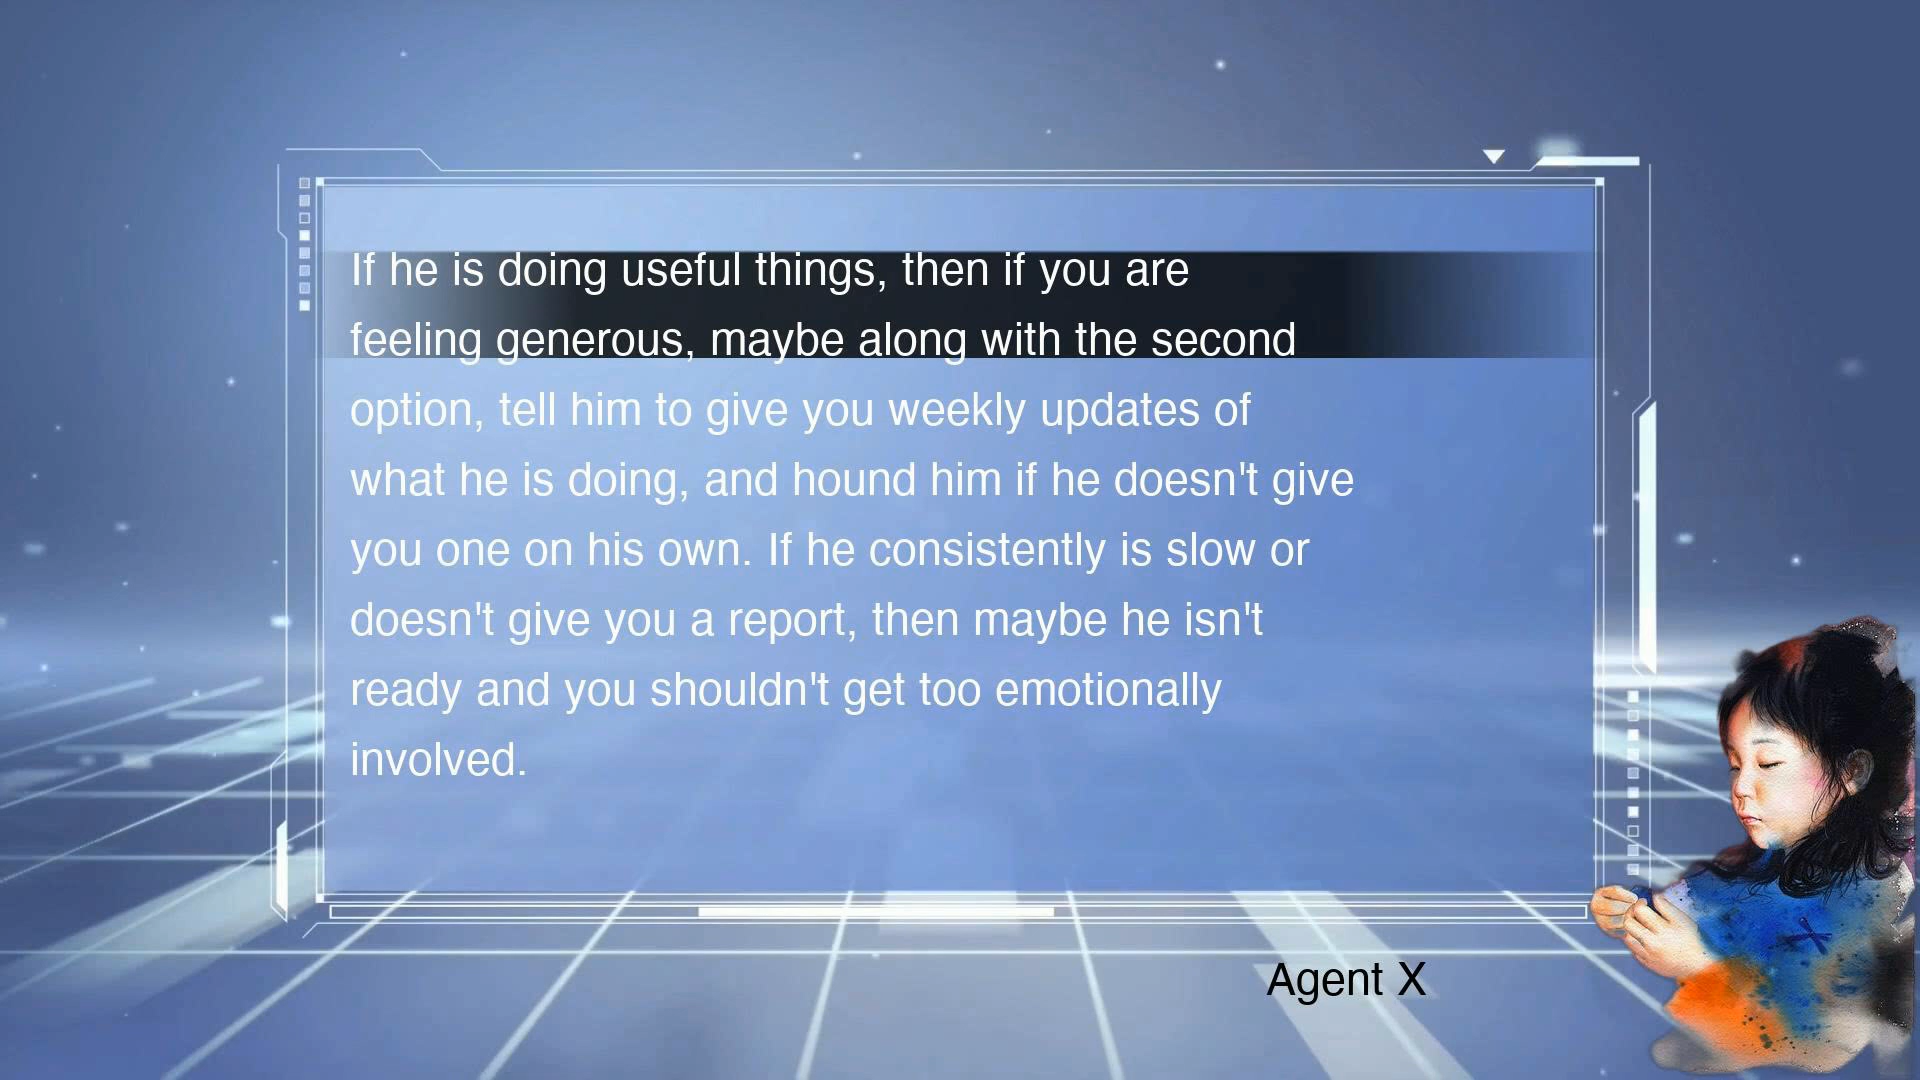 If he is doing useful things, then if you are
feeling generous, maybe along with the second
option, tell him to give you weekly updates of
what he is doing, and hound him if he doesn't give
you one on his own. If he consistently is slow or
doesn't give you a report, then maybe he isn't
ready and you shouldn't get too emotionally
involved.
Agent X